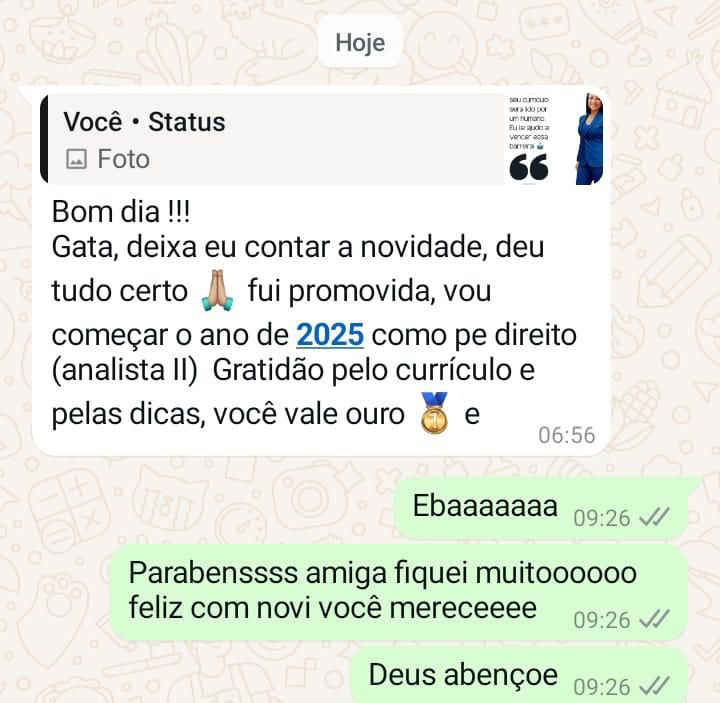 Hoje
Você • Status
Foto
seu currículo
será lido por
um humano.
Eu te ajudo a
vencer essa
barreira
Bom dia !!!
Gata, deixa eu contar a novidade, deu
tudo certo 🙏🏼 fui promovida, vou
começar o ano de 2025 como pe direito
(analista II) Gratidão pelo currículo e
pelas dicas, você vale ouro 🏅 e
06:56
Ebaaaaaaa 09:26
Parabenssss amiga fiquei muitoooooo
feliz com novi você mereceeee 09:26
Deus abençoe 09:26